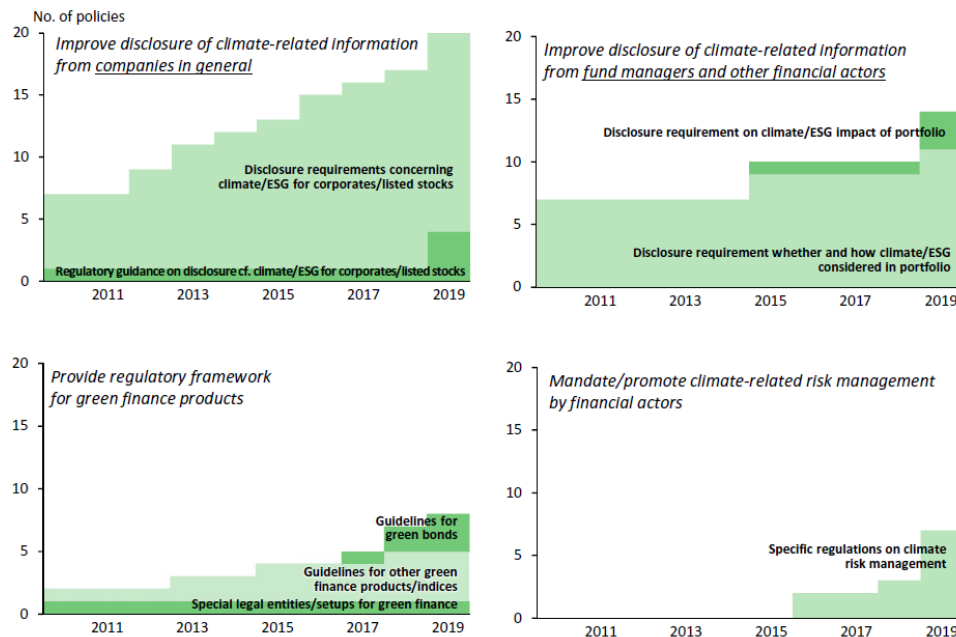 No. of policies
20
Improve disclosure of climate-related information
from companies in general
15
10
Disclosure requirements concerning
climate/ESG for corporates/listed stocks
5
Regulatory guidance on disclosure cf. climate/ESG for corporates/listed stocks
0
2011 2013 2015 2017 2019
20
Improve disclosure of climate-related information
from fund managers and other financial actors
15
Disclosure requirement on climate/ESG impact of portfolio
10
5
Disclosure requirement whether and how climate/ESG
considered in portfolio
0
2011 2013 2015 2017 2019
20
Provide regulatory framework
for green finance products
15
10
Guidelines for
green bonds
5
Guidelines for other green
finance products/indices
Special legal entities/setups for green finance
0
2011 2013 2015 2017 2019
20
Mandate/promote climate-related risk management
by financial actors
15
10
Specific regulations on climate
risk management
5
0
2011 2013 2015 2017 2019